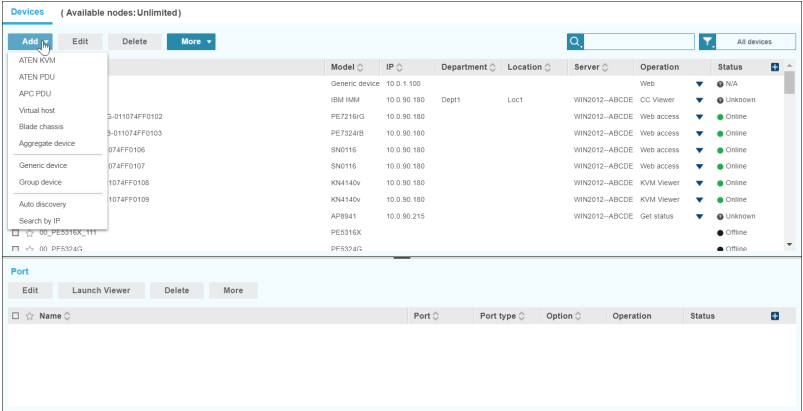 Devices (Available nodes:Unlimited)
Add Edit Delete More All devices
ATEN KVM
ATEN PDU
APC PDU
Virtual host
Blade chassis
Aggregate device
Generic device
Group device
Auto discovery
Search by IP
Model IP Department Location Server Operation Status
Generic device 10.0.1.100 Web N/A
IBM IMM 10.0.90.180 Dept1 Loc1 WIN2012--ABCDE CC Viewer Unknown
G-011074FF0102 PE7216rG 10.0.90.180 WIN2012--ABCDE Web access Online
B-011074FF0103 PE7324rB 10.0.90.180 WIN2012--ABCDE Web access Online
074FF0106 SN0116 10.0.90.180 WIN2012--ABCDE Web access Online
074FF0107 SN0116 10.0.90.180 WIN2012--ABCDE Web access Online
1074FF0108 KN4140v 10.0.90.180 WIN2012--ABCDE KVM Viewer Online
1074FF0109 KN4140v 10.0.90.180 WIN2012--ABCDE KVM Viewer Online
AP8941 10.0.90.215 WIN2012--ABCDE Get status Unknown
00_PE5316X_111 PE5316X Offline
00_PE5324G PE5324G Offline
Port
Edit Launch Viewer Delete More
Name Port Port type Option Operation Status